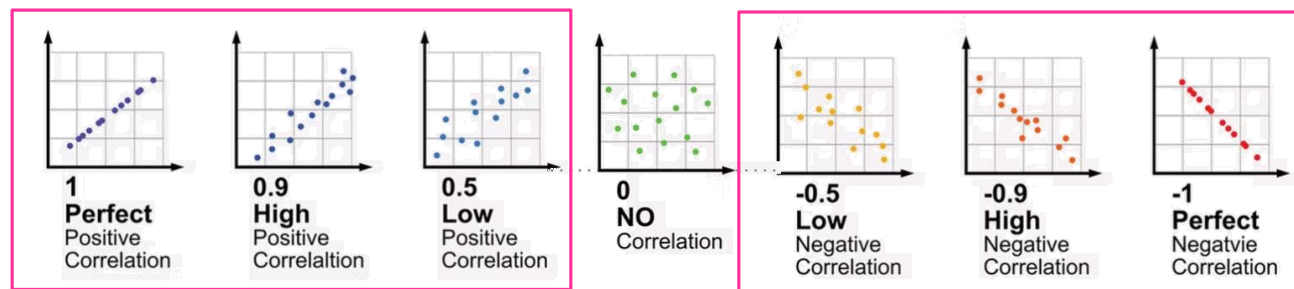 1
Perfect
Positive
Correlation
0.9
High
Positive
Correlaltion
0.5
Low
Positive
Correlation
0
NO
Correlation
-0.5
Low
Negative
Correlation
-0.9
High
Negative
Correlation
-1
Perfect
Negatvie
Correlation